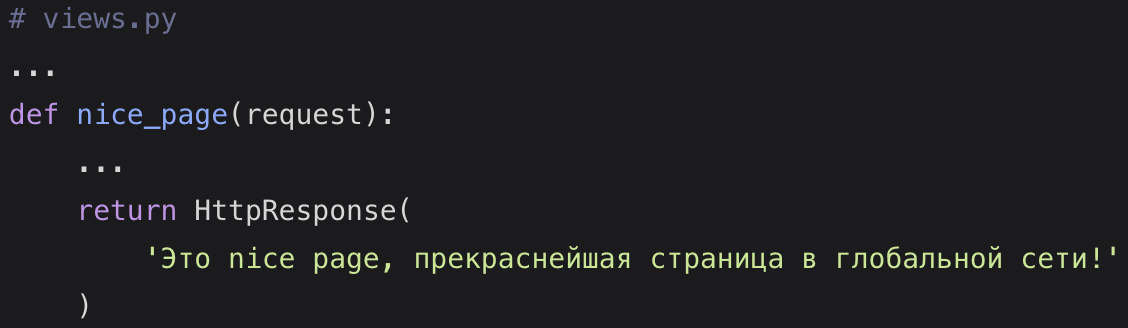 # views.py
...
def nice_page(request):
    ...
    return HttpResponse(
        'Это nice page, прекраснейшая страница в глобальной сети!'
    )